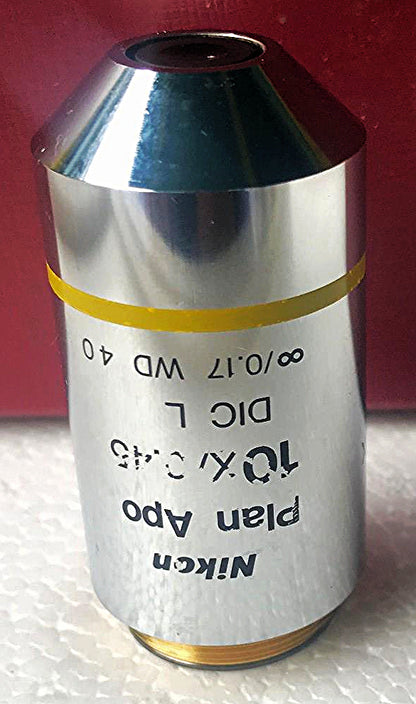 Nikon
Plan Apo
10X/0.45
DIC L
∞/0.17 WD 4.0